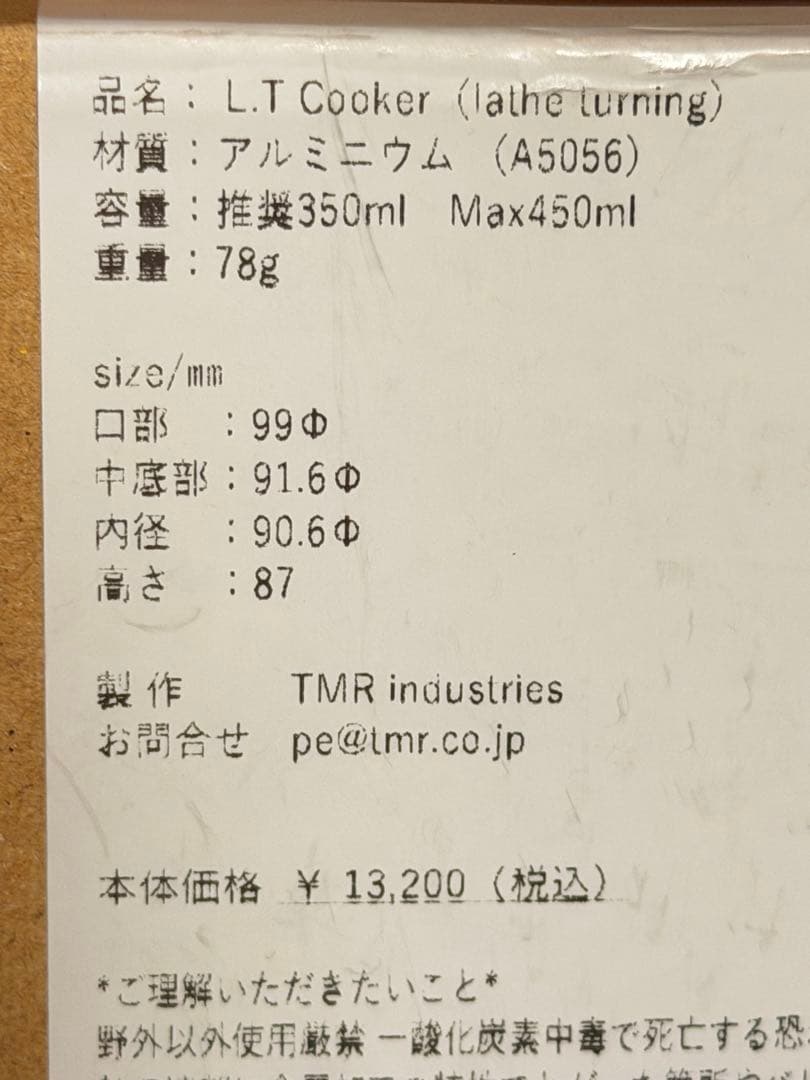 品名： L.T Cooker（lathe turning）
材質：アルミニウム （A5056）
容量：推奨350ml Max450ml
重量：78g
size/mm
口部 ：99Φ
中底部：91.6Φ
内径 ：90.6Φ
高さ ：87
製作 TMR industries
お問合せ pe@tmr.co.jp
本体価格 ¥ 13,200（税込）
*ご理解いただきたいこと*
野外以外使用厳禁 一酸化炭素中毒で死亡する恐